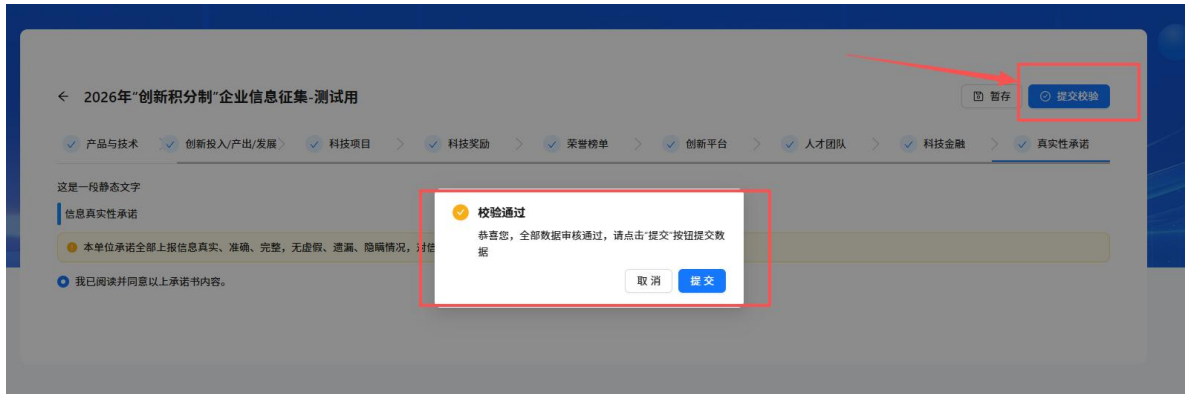 2026年“创新积分制”企业信息征集-测试用
暂存
提交校验
产品与技术
创新投入/产出/发展
科技项目
科技奖励
荣誉榜单
创新平台
人才团队
科技金融
真实性承诺
这是一段静态文字
信息真实性承诺
本单位承诺全部上报信息真实、准确、完整，无虚假、遗漏、隐瞒情况，对信
我已阅读并同意以上承诺书内容。
校验通过
恭喜您，全部数据审核通过，请点击“提交”按钮提交数
据
取 消
提 交